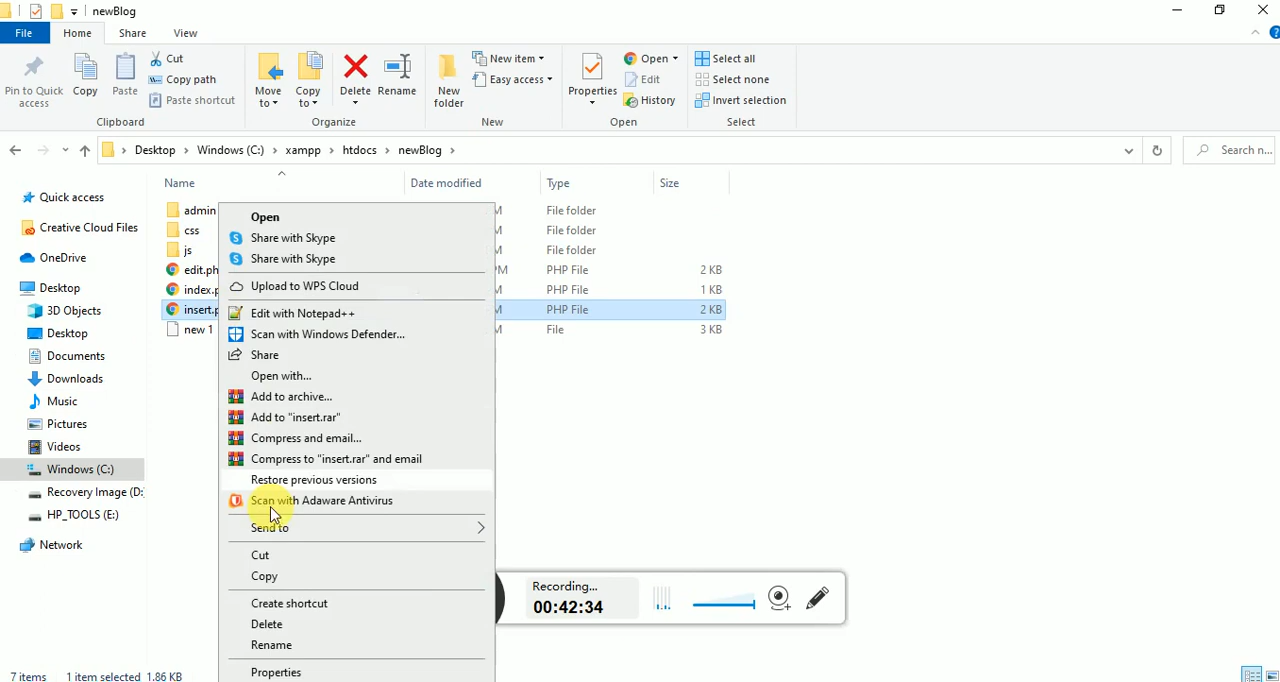 newBlog
File Home Share View
Pin to Quick access
Copy
Paste
Cut
Copy path
Paste shortcut
Clipboard
Move to
Copy to
Delete
Rename
Organize
New folder
New item
Easy access
New
Properties
Open
Edit
History
Open
Select all
Select none
Invert selection
Select
Desktop > Windows (C:) > xampp > htdocs > newBlog >
Search n...
Name Date modified Type Size
Quick access
Creative Cloud Files
OneDrive
Desktop
3D Objects
Desktop
Documents
Downloads
Music
Pictures
Videos
Windows (C:)
Recovery Image (D:
HP_TOOLS (E:)
Network
admin M File folder
css M File folder
js M File folder
edit.ph PM PHP File 2 KB
index.p M PHP File 1 KB
insert.p M PHP File 2 KB
new 1 M File 3 KB
Open
Share with Skype
Share with Skype
Upload to WPS Cloud
Edit with Notepad++
Scan with Windows Defender...
Share
Open with...
Add to archive...
Add to "insert.rar"
Compress and email...
Compress to "insert.rar" and email
Restore previous versions
Scan with Adaware Antivirus
Send to
Cut
Copy
Create shortcut
Delete
Rename
Properties
Recording...
00:42:34
7 items 1 item selected 1.86 KB